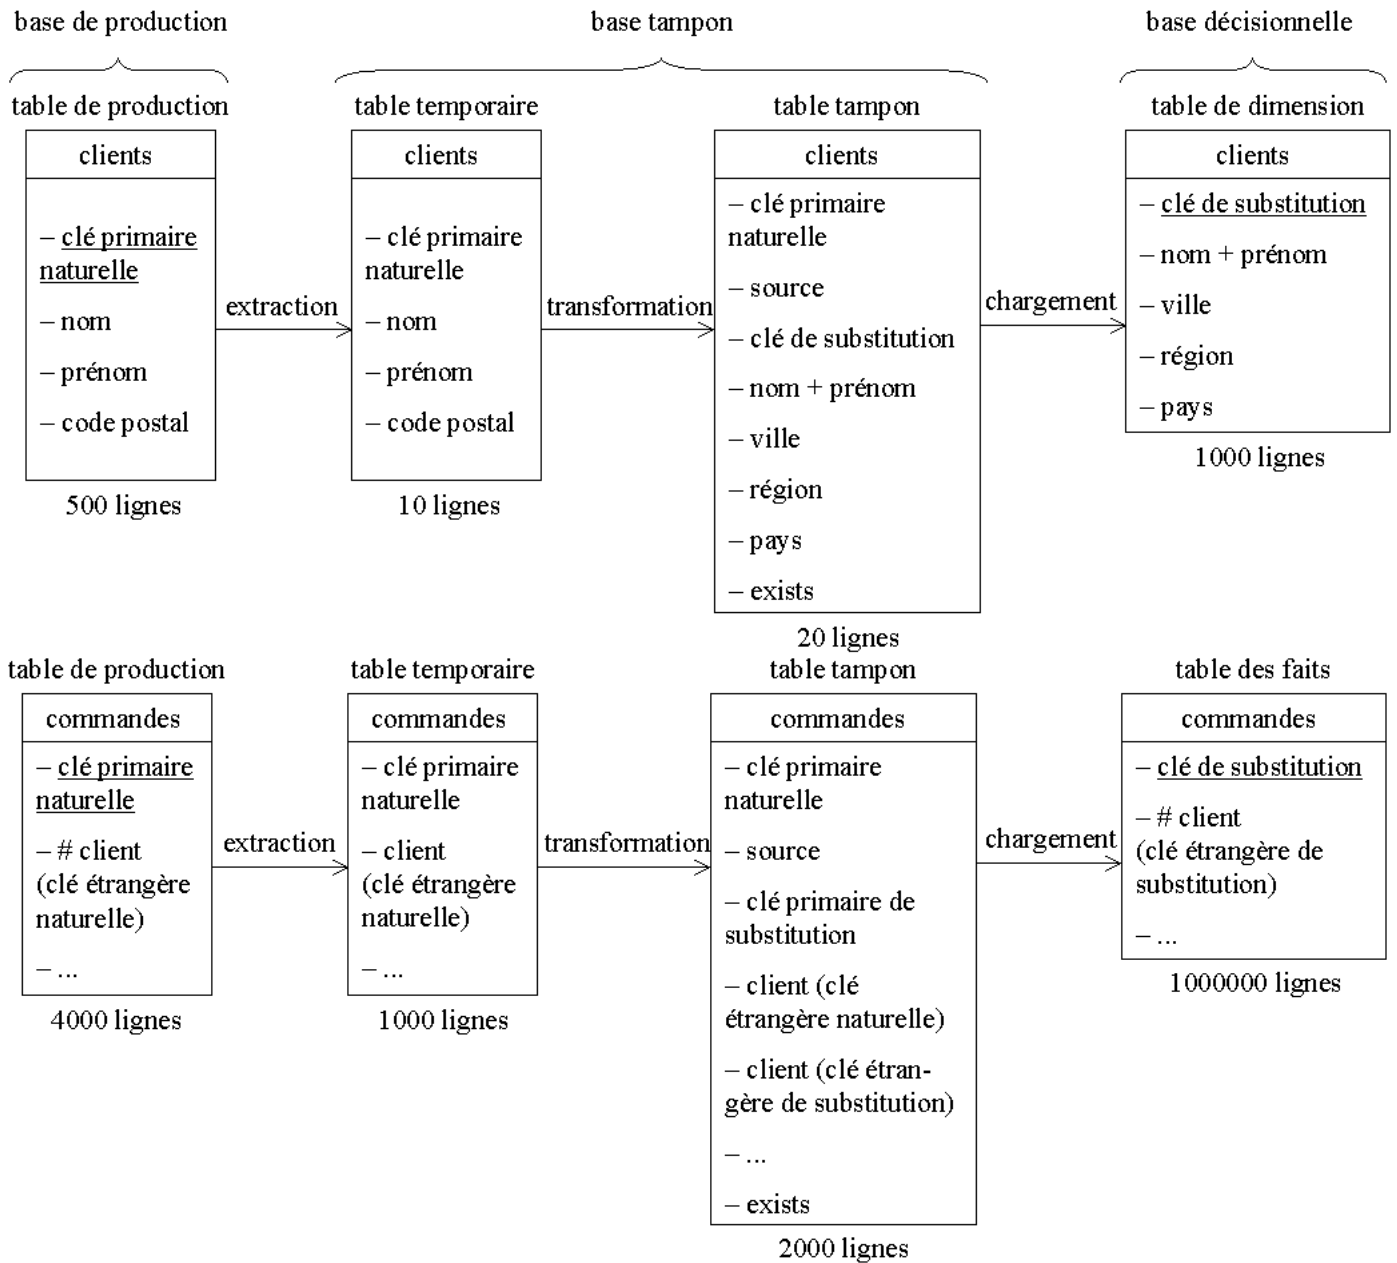 base de production
base tampon
base décisionnelle
table de production
table temporaire
table tampon
table de dimension
clients
– clé primaire
naturelle
– nom
– prénom
– code postal
500 lignes
extraction
clients
– clé primaire
naturelle
– nom
– prénom
– code postal
10 lignes
transformation
clients
– clé primaire
naturelle
– source
– clé de substitution
– nom + prénom
– ville
– région
– pays
– exists
20 lignes
chargement
clients
– clé de substitution
– nom + prénom
– ville
– région
– pays
1000 lignes
table de production
table temporaire
table tampon
table des faits
commandes
– clé primaire
naturelle
– # client
(clé étrangère
naturelle)
– ...
4000 lignes
extraction
commandes
– clé primaire
naturelle
– client
(clé étrangère
naturelle)
– ...
1000 lignes
transformation
commandes
– clé primaire
naturelle
– source
– clé primaire de
substitution
– client (clé
étrangère naturelle)
– client (clé étran-
gère de substitution)
– ...
– exists
2000 lignes
chargement
commandes
– clé de substitution
– # client
(clé étrangère de
substitution)
– ...
1000000 lignes